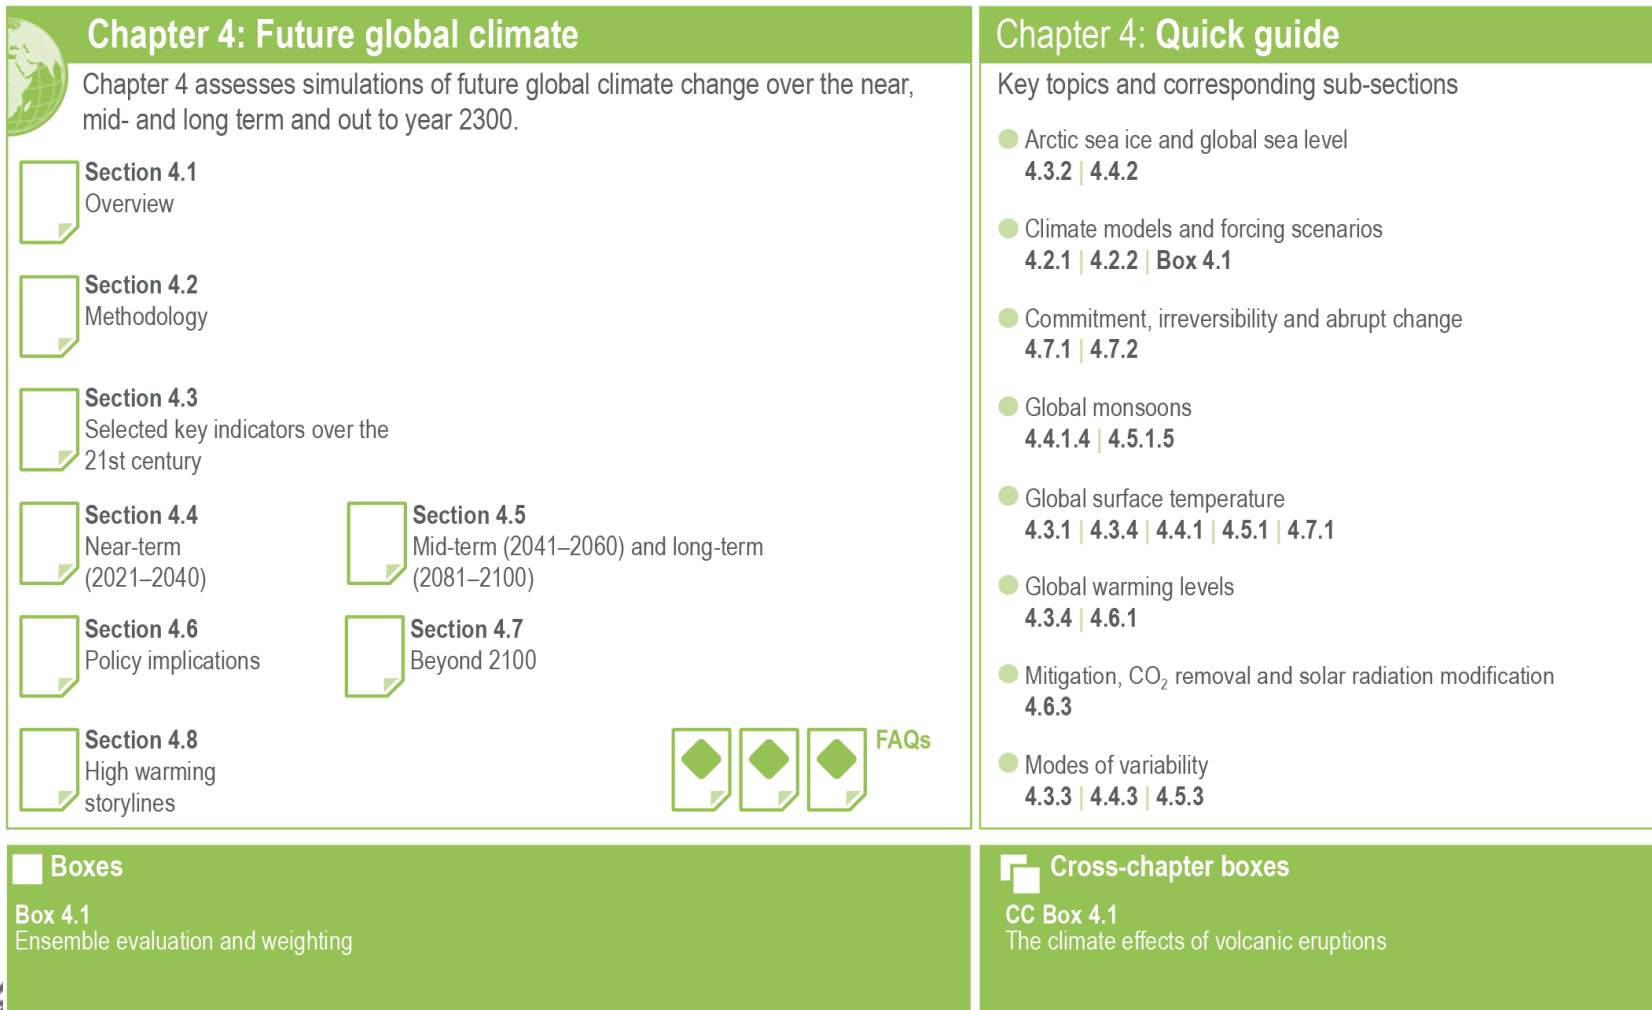 Chapter 4: Future global climate
Chapter 4 assesses simulations of future global climate change over the near,
mid- and long term and out to year 2300.
Section 4.1
Overview
Section 4.2
Methodology
Section 4.3
Selected key indicators over the
21st century
Section 4.4
Near-term
(2021–2040)
Section 4.5
Mid-term (2041–2060) and long-term
(2081–2100)
Section 4.6
Policy implications
Section 4.7
Beyond 2100
Section 4.8
High warming
storylines
FAQs
Chapter 4: Quick guide
Key topics and corresponding sub-sections
Arctic sea ice and global sea level
4.3.2 | 4.4.2
Climate models and forcing scenarios
4.2.1 | 4.2.2 | Box 4.1
Commitment, irreversibility and abrupt change
4.7.1 | 4.7.2
Global monsoons
4.4.1.4 | 4.5.1.5
Global surface temperature
4.3.1 | 4.3.4 | 4.4.1 | 4.5.1 | 4.7.1
Global warming levels
4.3.4 | 4.6.1
Mitigation, CO₂ removal and solar radiation modification
4.6.3
Modes of variability
4.3.3 | 4.4.3 | 4.5.3
Boxes
Box 4.1
Ensemble evaluation and weighting
Cross-chapter boxes
CC Box 4.1
The climate effects of volcanic eruptions